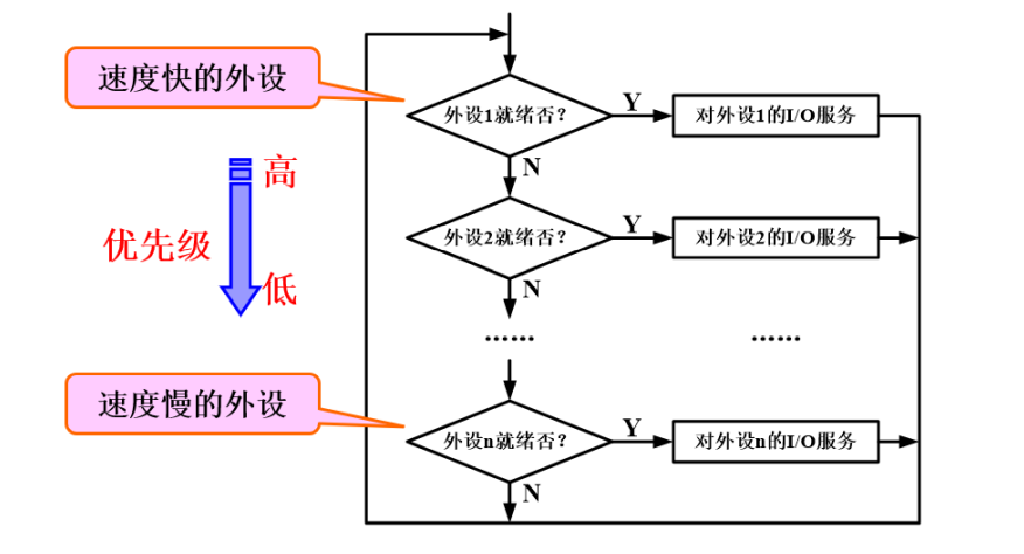 速度快的外设
外设1就绪否?
Y
对外设1的I/O服务
N
高
优先级
外设2就绪否?
Y
对外设2的I/O服务
低
N
……
……
速度慢的外设
外设n就绪否?
Y
对外设n的I/O服务
N